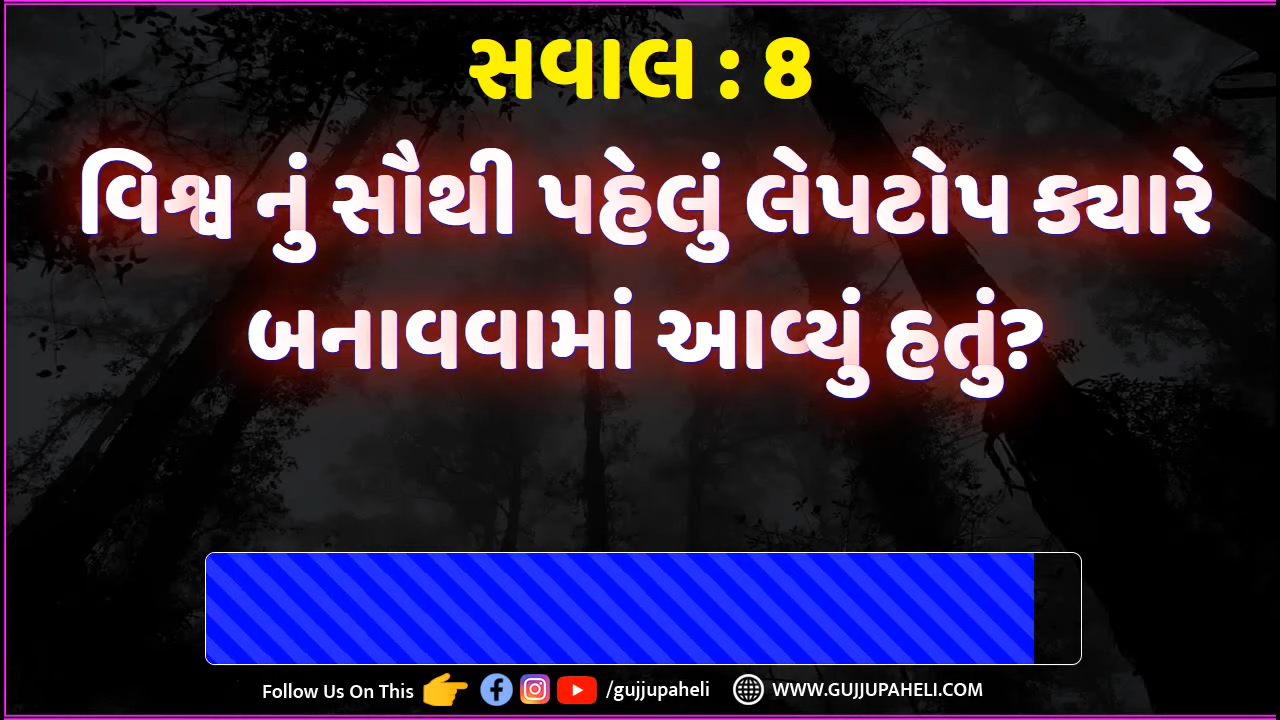 સવાલ : 8
વિશ્વ નું સૌથી પહેલું લેપટોપ ક્યારે
બનાવવામાં આવ્યું હતું?
Follow Us On This /gujjupaheli WWW.GUJJUPAHELI.COM